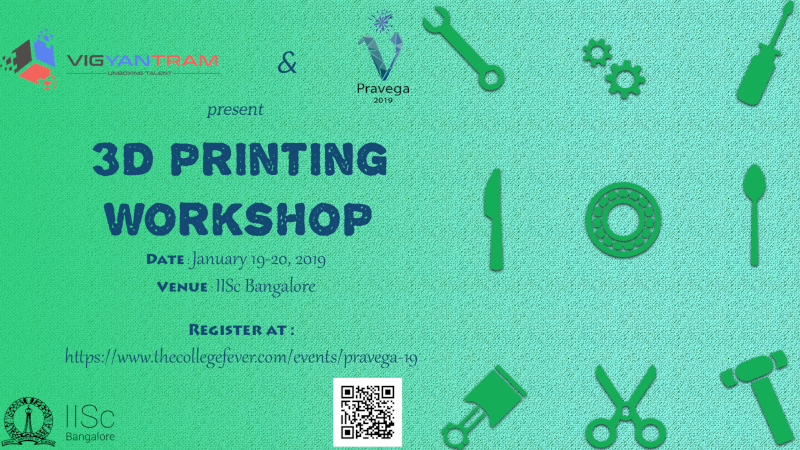 VIGYANTRAM
UNBOXING TALENT
&
Pravega
2019
present
3D PRINTING
WORKSHOP
DATE : January 19-20, 2019
VENUE : IISc Bangalore
REGISTER AT :
https://www.thecollegefever.com/events/pravega-19
IISc
Bangalore